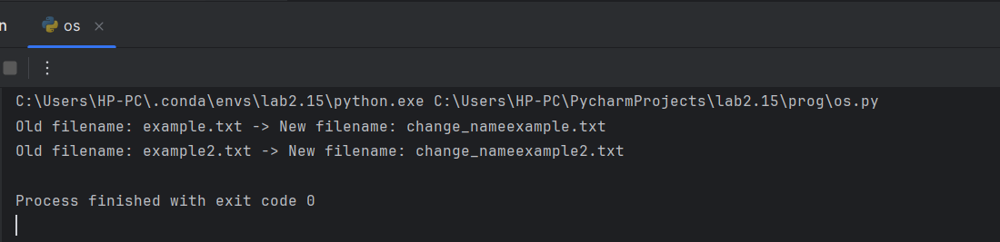 n os ×
C:\Users\HP-PC\.conda\envs\lab2.15\python.exe C:\Users\HP-PC\PycharmProjects\lab2.15\prog\os.py
Old filename: example.txt -> New filename: change_nameexample.txt
Old filename: example2.txt -> New filename: change_nameexample2.txt
Process finished with exit code 0